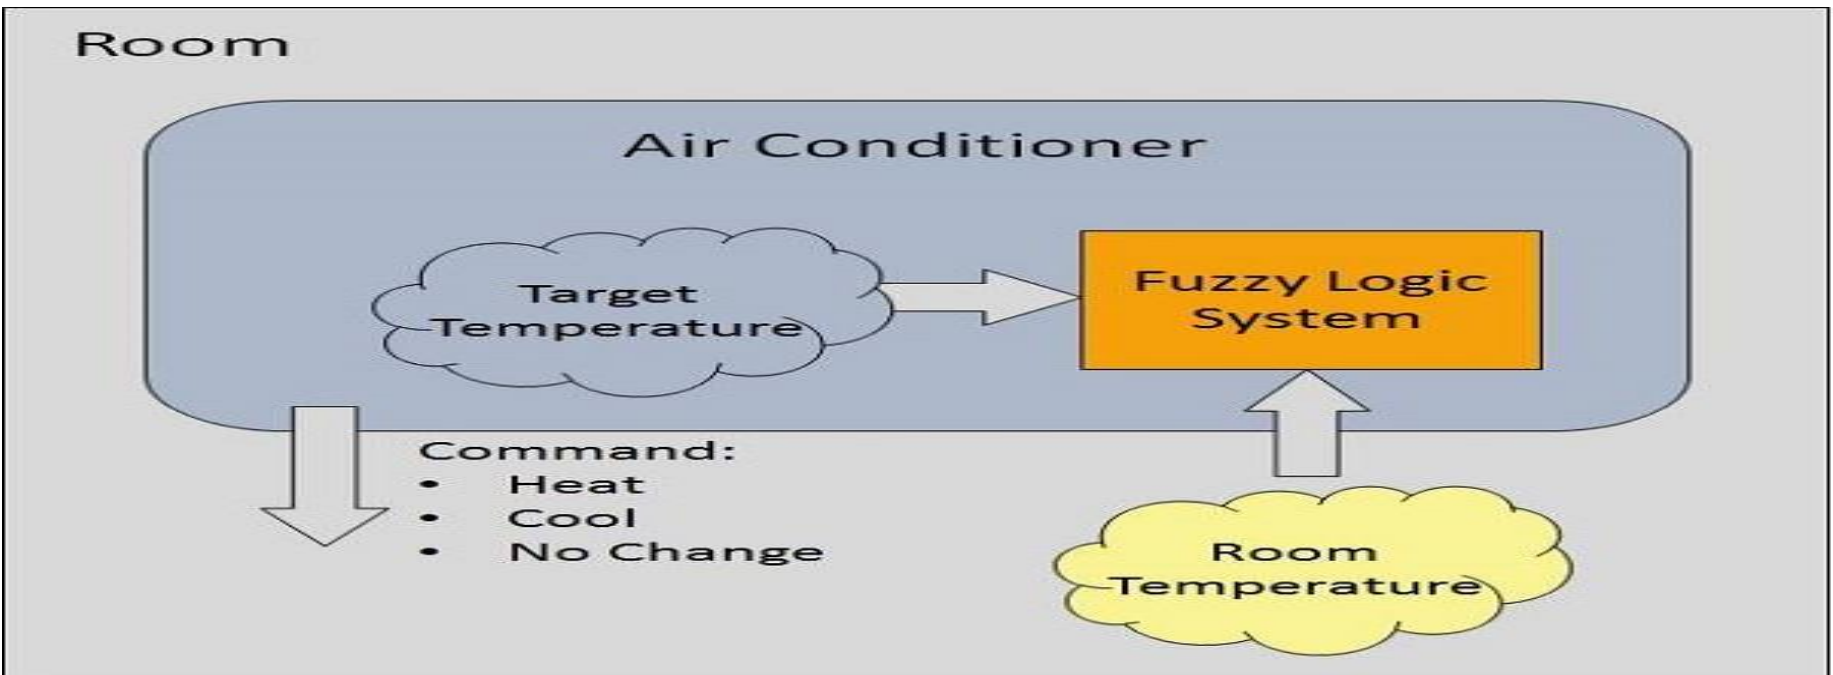 Room
Air Conditioner
Target
Temperature
Fuzzy Logic
System
Command:
• Heat
• Cool
• No Change
Room
Temperature